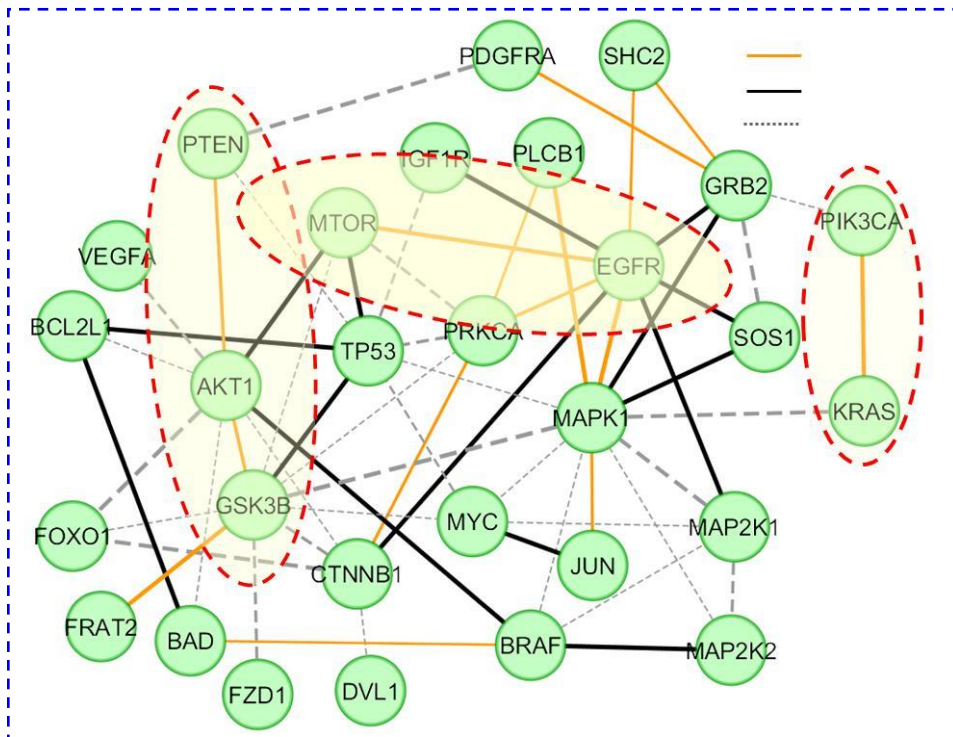 PDGFRA
SHC2
PTEN
IGF1R
PLCB1
GRB2
MTOR
PIK3CA
VEGFA
EGFR
BCL2L1
TP53
PRKCA
SOS1
AKT1
MAPK1
KRAS
GSK3B
FOXO1
MYC
MAP2K1
CTNNB1
JUN
FRAT2
BAD
BRAF
MAP2K2
FZD1
DVL1